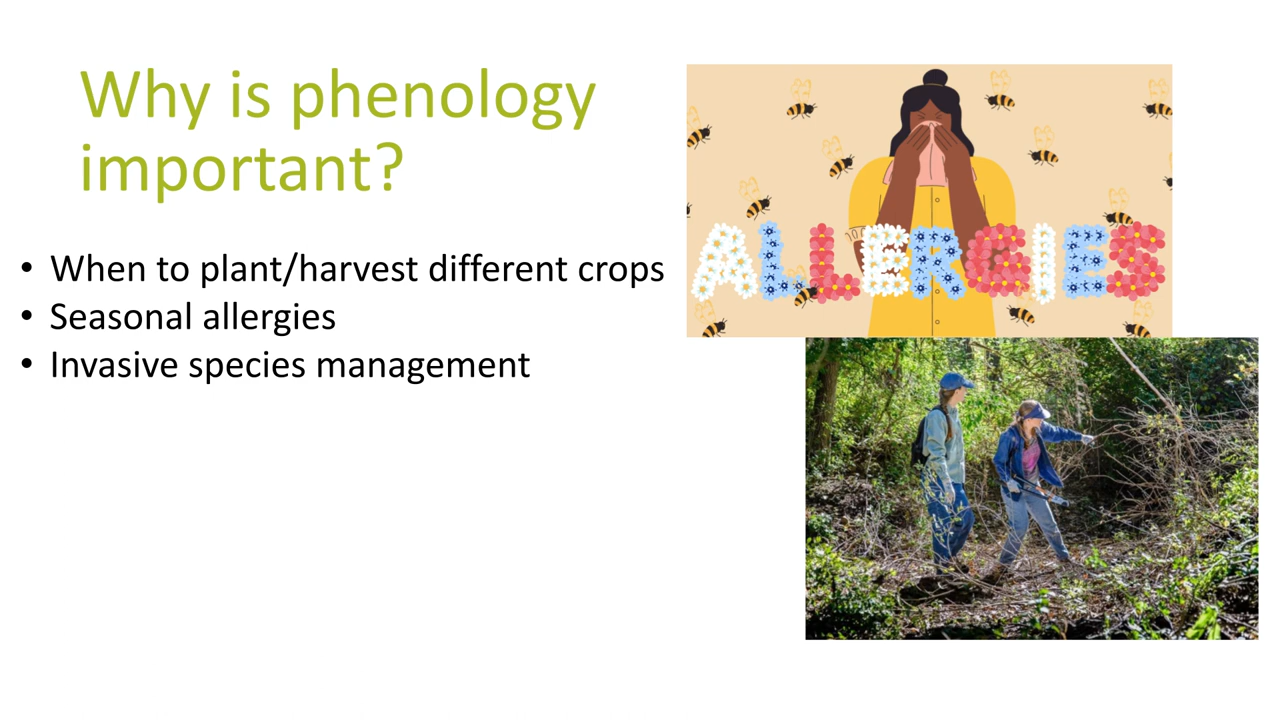 Why is phenology
important?
• When to plant/harvest different crops
• Seasonal allergies
• Invasive species management
ALLERGIES